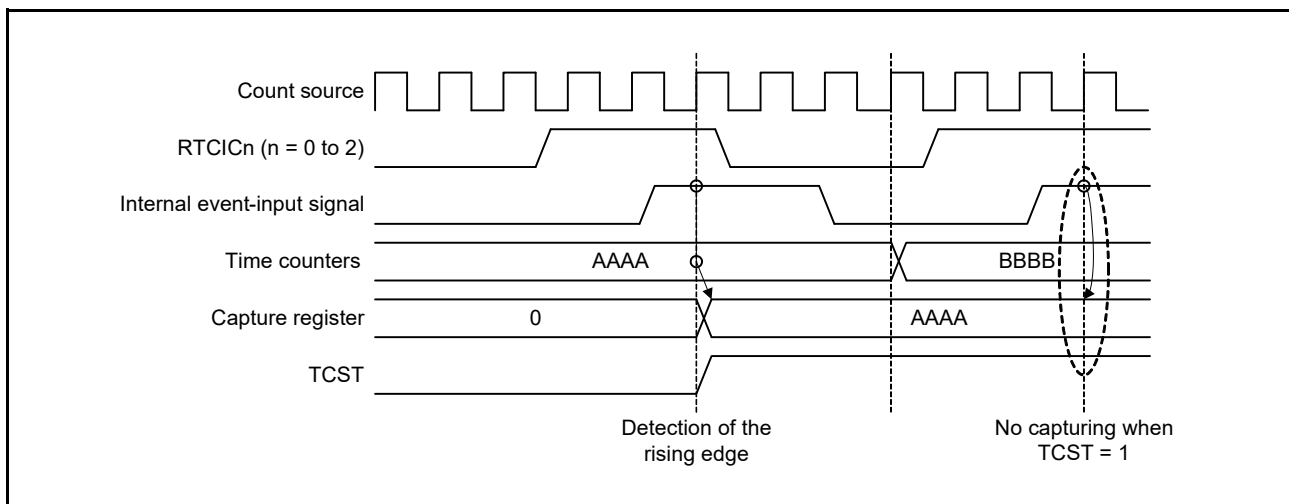 Count source
RTCICn (n = 0 to 2)
Internal event-input signal
Time counters
AAAA
BBBB
Capture register
0
AAAA
TCST
Detection of the
rising edge
No capturing when
TCST = 1